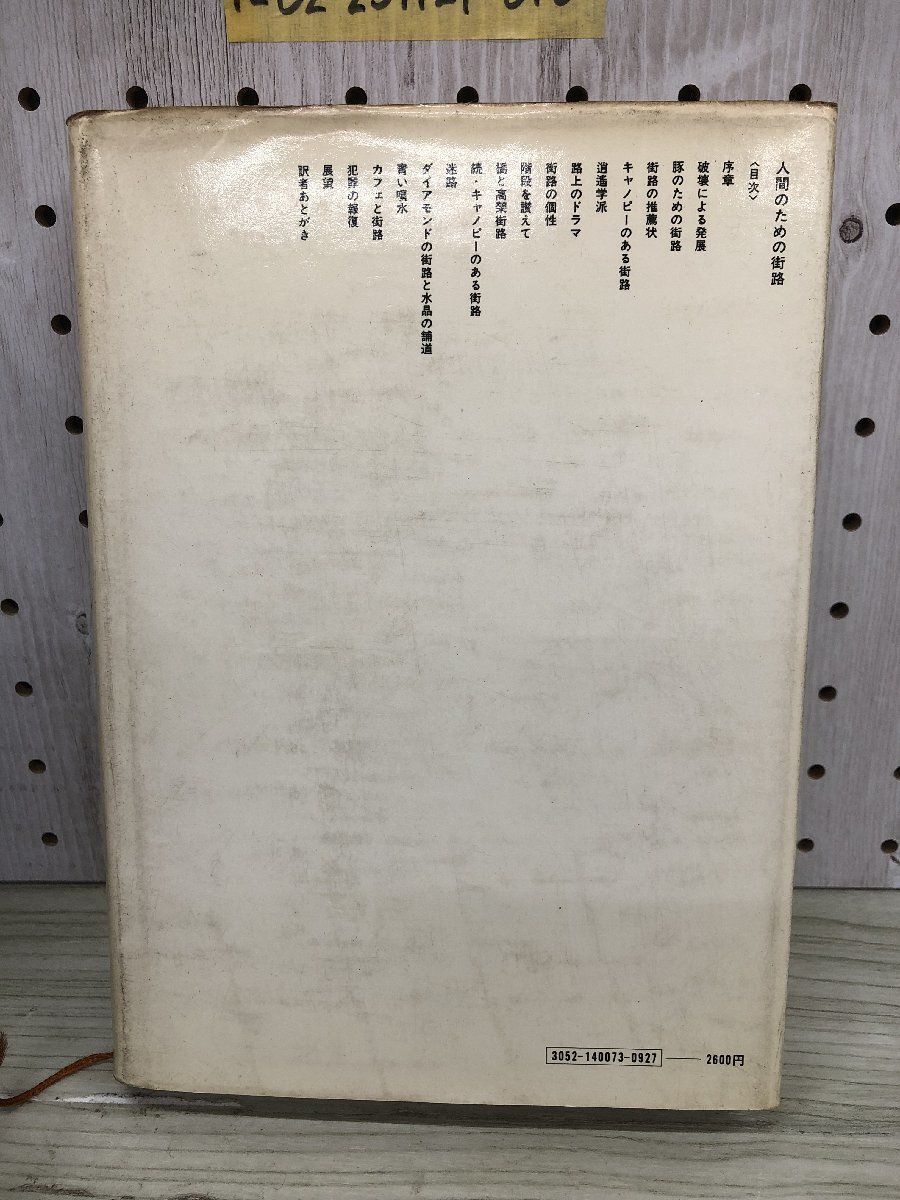 人間のための街路
〈目次〉
序章
破壊による発展
豚のための街路
街路の推薦状
キャノピーのある街路
逍遙学派
路上のドラマ
街路の個性
階段を讃えて
橋と高架街路
続・キャノピーのある街路
迷路
ダイアモンドの街路と水晶の舗道
青い噴水
カフェと街路
犯罪の報復
展望
訳者あとがき
3052-140073-0927 2600円